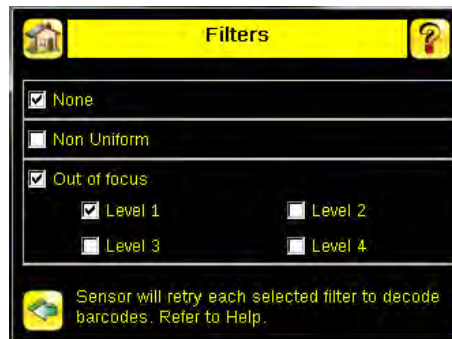 Filters
?
None
Non Uniform
Out of focus
Level 1 Level 2
Level 3 Level 4
Sensor will retry each selected filter to decode
barcodes. Refer to Help.